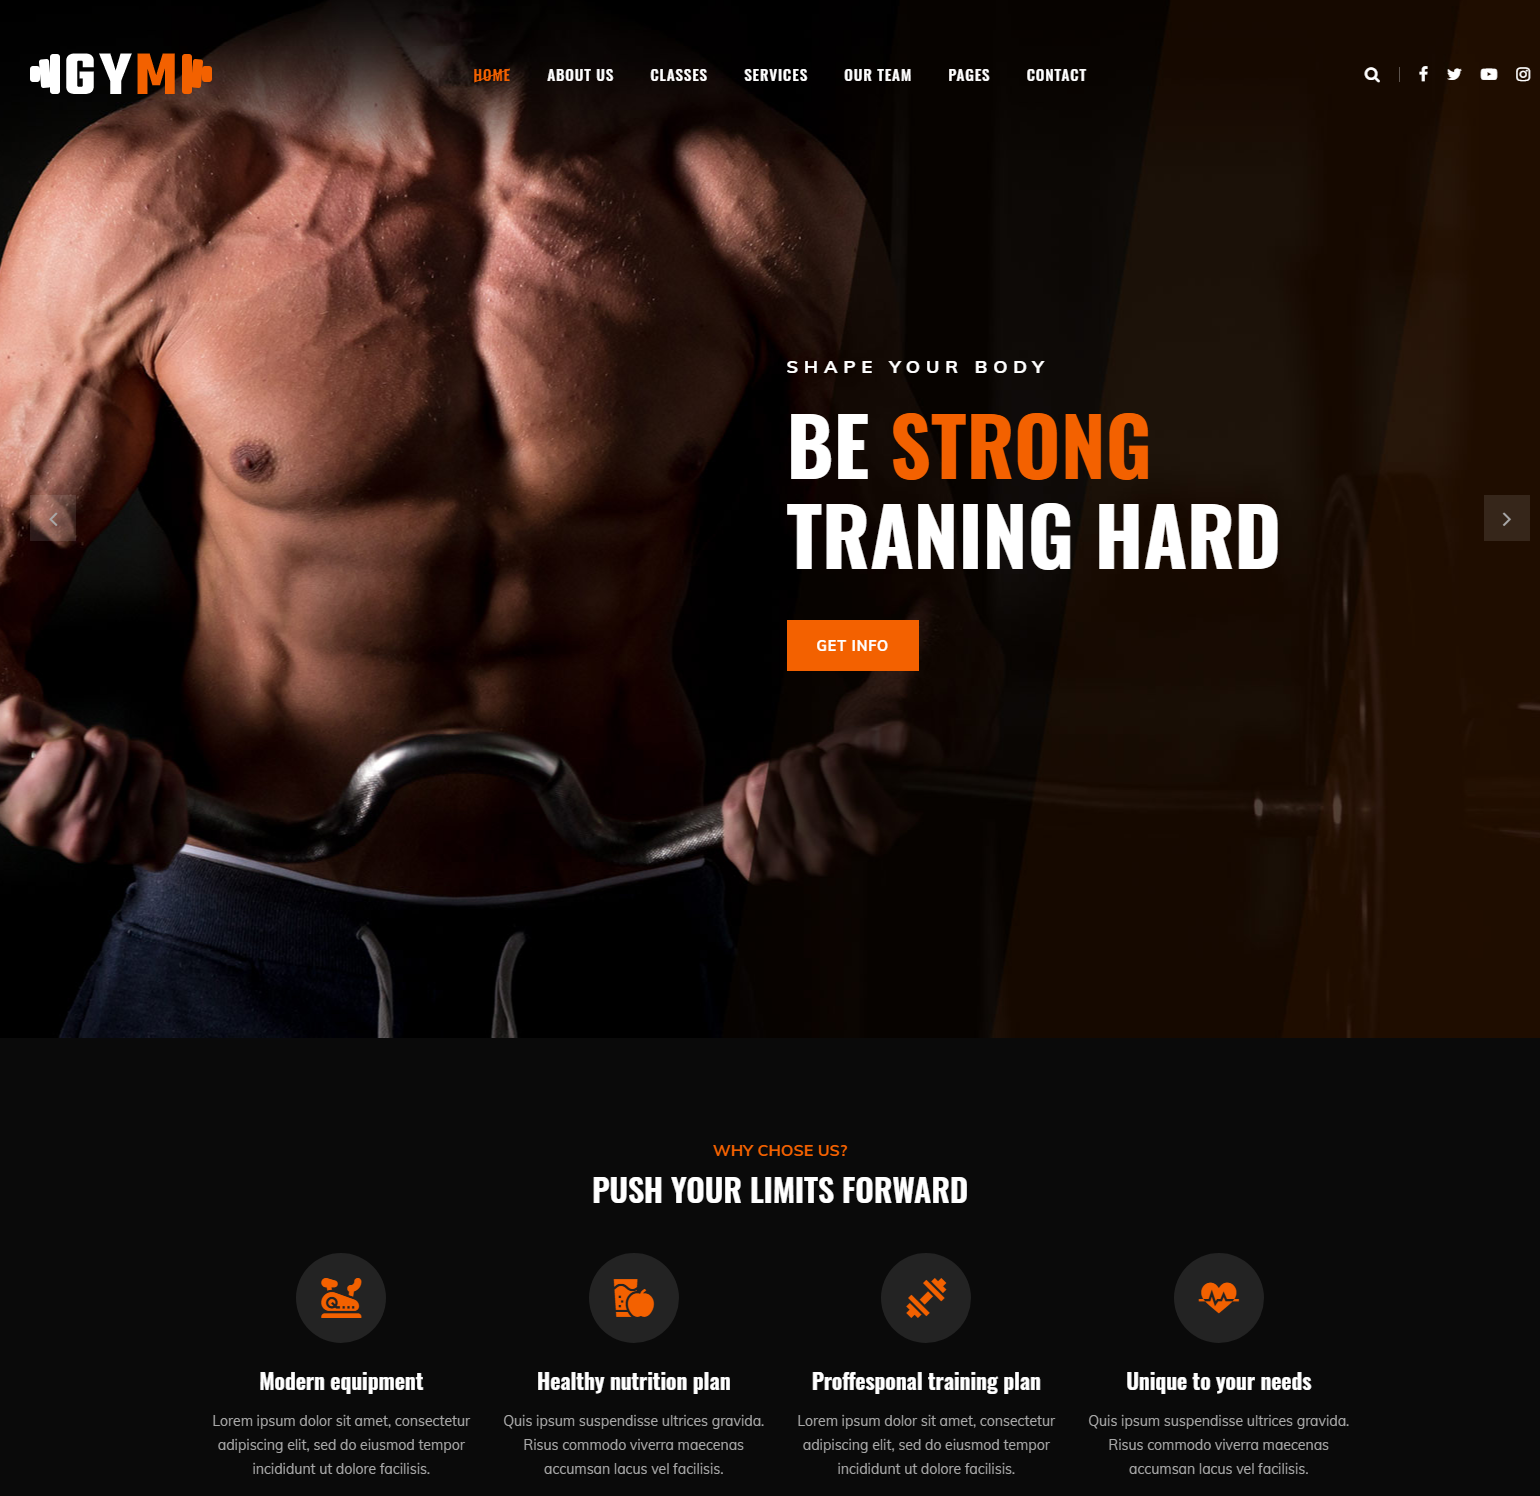 GYM
HOME ABOUT US CLASSES SERVICES OUR TEAM PAGES CONTACT
SHAPE YOUR BODY
BE STRONG
TRANING HARD
GET INFO
WHY CHOSE US?
PUSH YOUR LIMITS FORWARD
Modern equipment
Lorem ipsum dolor sit amet, consectetur
adipiscing elit, sed do eiusmod tempor
incididunt ut dolore facilisis.
Healthy nutrition plan
Quis ipsum suspendisse ultrices gravida.
Risus commodo viverra maecenas
accumsan lacus vel facilisis.
Proffesponal training plan
Lorem ipsum dolor sit amet, consectetur
adipiscing elit, sed do eiusmod tempor
incididunt ut dolore facilisis.
Unique to your needs
Quis ipsum suspendisse ultrices gravida.
Risus commodo viverra maecenas
accumsan lacus vel facilisis.